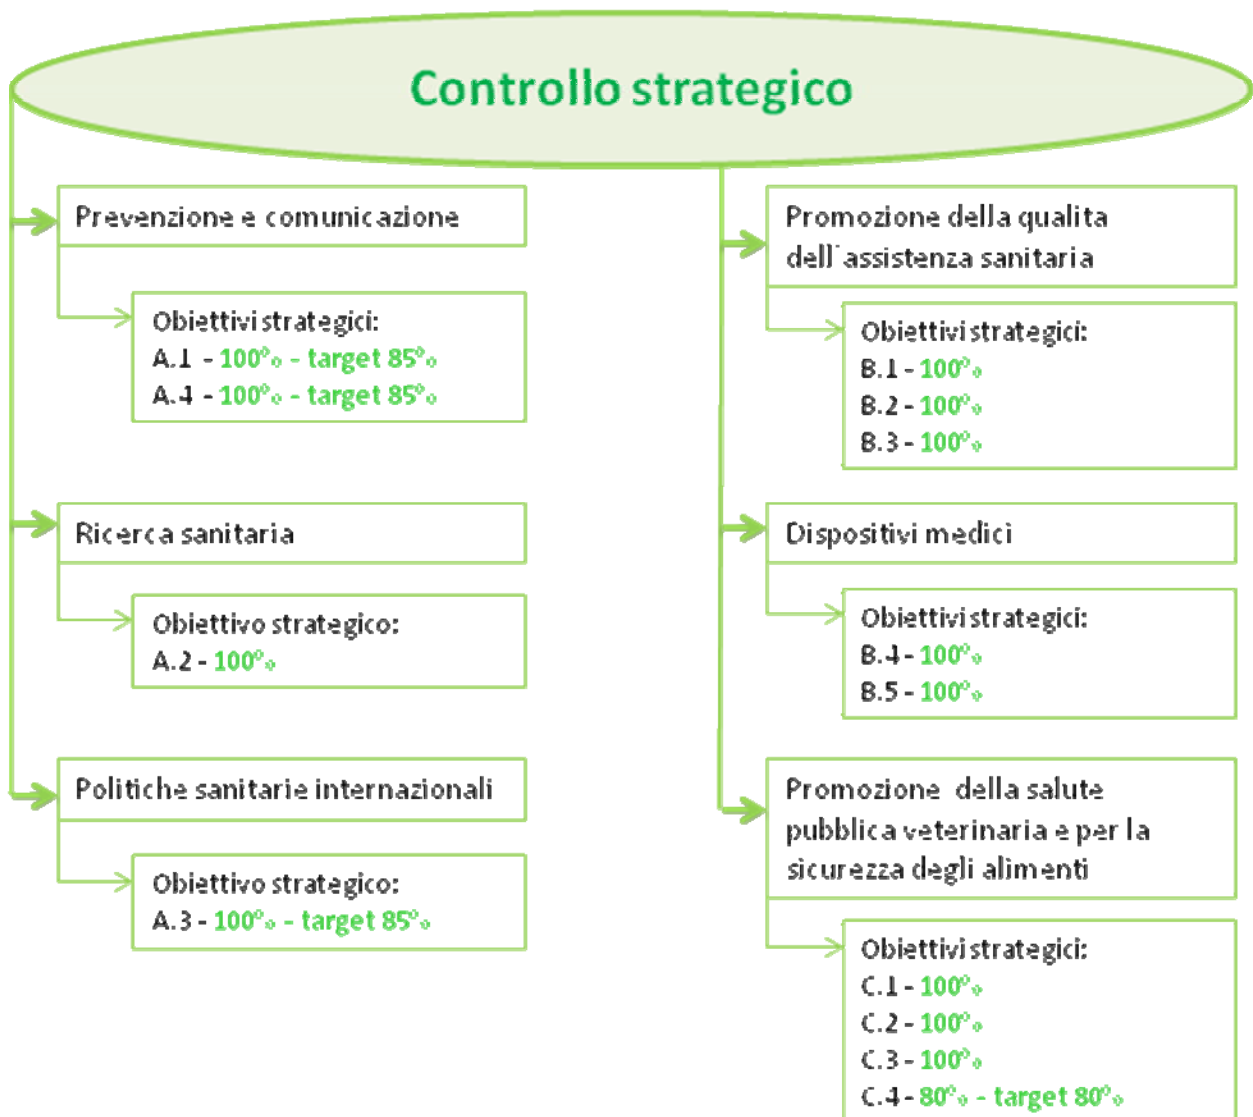 Controllo strategico
Prevenzione e comunicazione
Obiettivi strategici:
A.1 - 100% - target 85%
A.4 - 100% - target 85%
Ricerca sanitaria
Obiettivo strategico:
A.2 - 100%
Politiche sanitarie internazionali
Obiettivo strategico:
A.3 - 100% - target 85%
Promozione della qualita
dell'assistenza sanitaria
Obiettivi strategici:
B.1 - 100%
B.2 - 100%
B.3 - 100%
Dispositivi medici
Obiettivi strategici:
B.4 - 100%
B.5 - 100%
Promozione della salute
pubblica veterinaria e per la
sicurezza degli alimenti
Obiettivi strategici:
C.1 - 100%
C.2 - 100%
C.3 - 100%
C.4 - 80% - target 80%